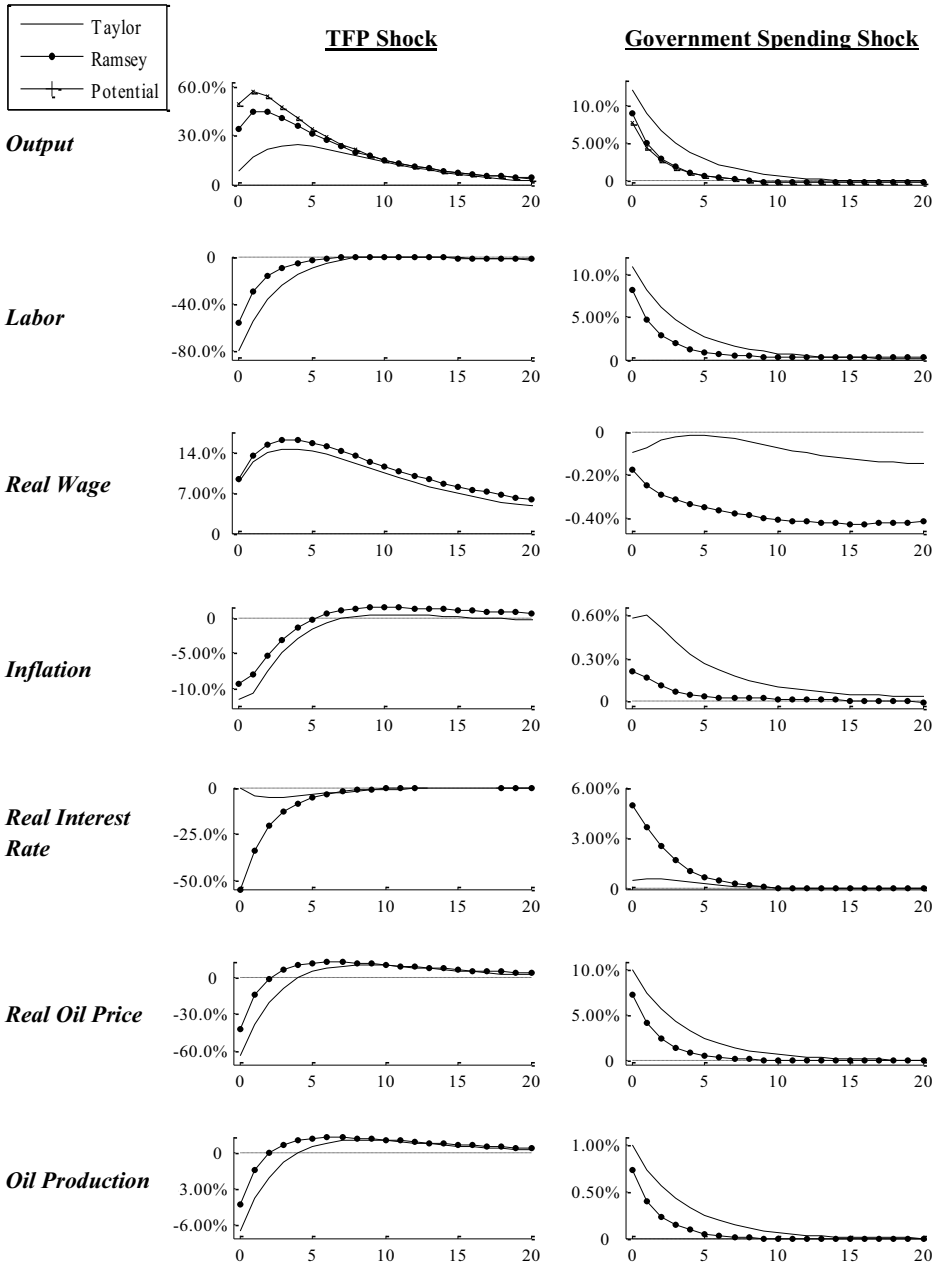 Taylor
Ramsey
Potential
TFP Shock
Government Spending Shock
Output
60.0%
30.0%
0
0 5 10 15 20
10.0%
5.00%
0
0 5 10 15 20
Labor
0
-40.0%
-80.0%
0 5 10 15 20
10.0%
5.00%
0
0 5 10 15 20
Real Wage
14.0%
7.00%
0
0 5 10 15 20
0
-0.20%
-0.40%
0 5 10 15 20
Inflation
0
-5.00%
-10.0%
0 5 10 15 20
0.60%
0.30%
0
0 5 10 15 20
Real Interest
Rate
0
-25.0%
-50.0%
0 5 10 15 20
6.00%
3.00%
0
0 5 10 15 20
Real Oil Price
0
-30.0%
-60.0%
0 5 10 15 20
10.0%
5.00%
0
0 5 10 15 20
Oil Production
0
3.00%
-6.00%
0 5 10 15 20
1.00%
0.50%
0
0 5 10 15 20